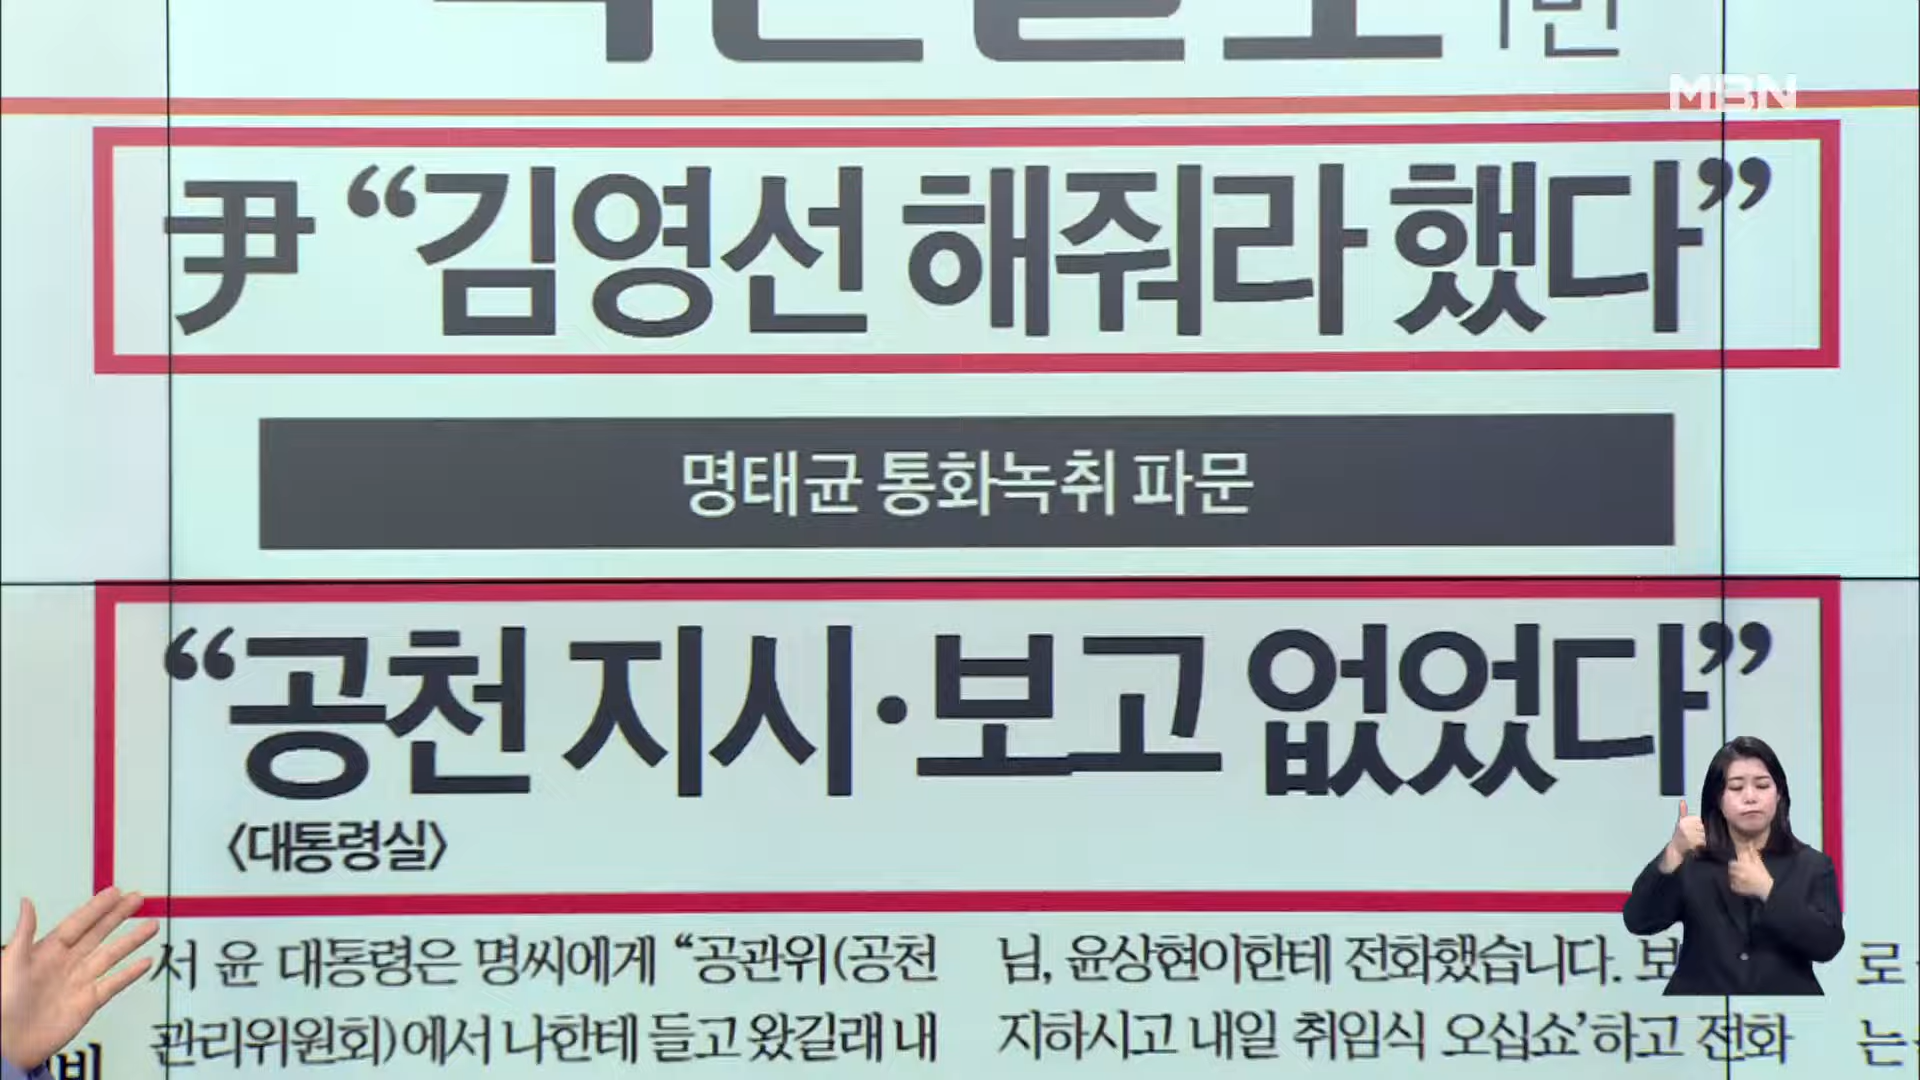 MBN
尹 “김영선 해줘라 했다”
명태균 통화녹취 파문
“공천 지시·보고 없었다”
〈대통령실〉
서 윤 대통령은 명씨에게 “공관위(공천
관리위원회)에서 나한테 들고 왔길래 내
님, 윤상현이한테 전화했습니다. 보
지하시고 내일 취임식 오십쇼’하고 전화
로
는
비